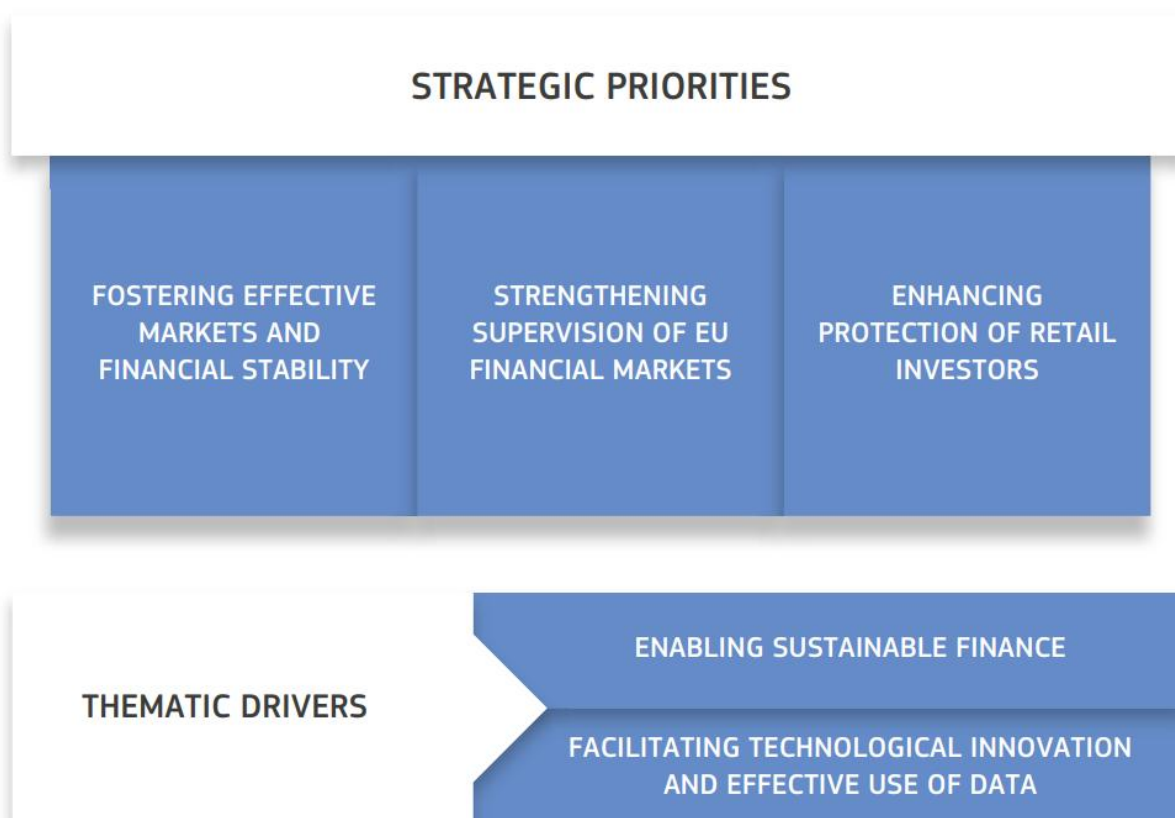 STRATEGIC PRIORITIES
FOSTERING EFFECTIVE
MARKETS AND
FINANCIAL STABILITY
STRENGTHENING
SUPERVISION OF EU
FINANCIAL MARKETS
ENHANCING
PROTECTION OF RETAIL
INVESTORS
THEMATIC DRIVERS
ENABLING SUSTAINABLE FINANCE
FACILITATING TECHNOLOGICAL INNOVATION
AND EFFECTIVE USE OF DATA